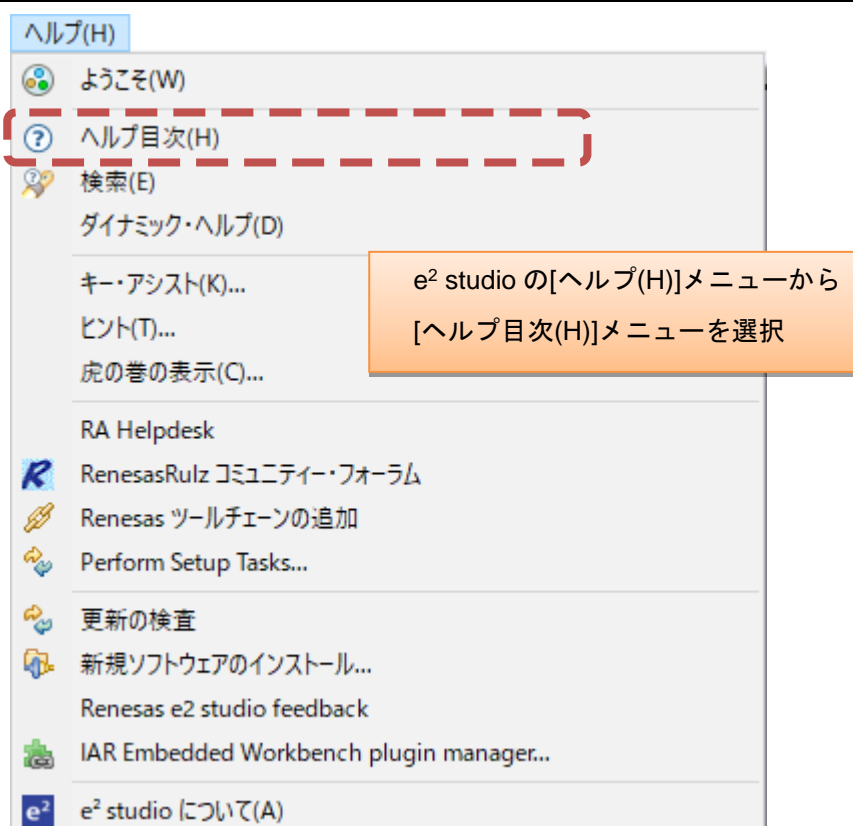 ヘルプ(H)
ようこそ(W)
ヘルプ目次(H)
検索(E)
ダイナミック・ヘルプ(D)
キー・アシスト(K)...
ヒント(T)...
虎の巻の表示(C)...
e² studio の[ヘルプ(H)]メニューから
[ヘルプ目次(H)]メニューを選択
RA Helpdesk
RenesasRulz コミュニティー・フォーラム
Renesas ツールチェーンの追加
Perform Setup Tasks...
更新の検査
新規ソフトウェアのインストール...
Renesas e2 studio feedback
IAR Embedded Workbench plugin manager...
e² studio について(A)